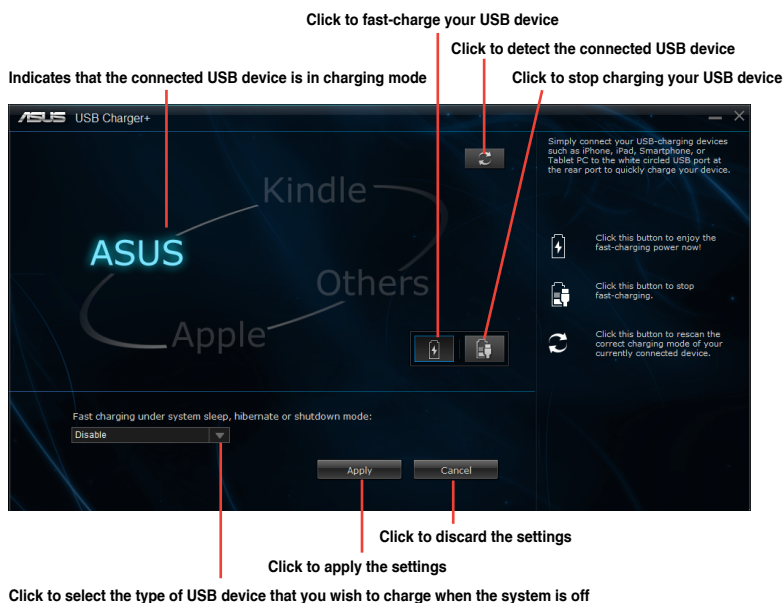 Click to fast-charge your USB device
Click to detect the connected USB device
Indicates that the connected USB device is in charging mode
Click to stop charging your USB device
ASUS USB Charger+
Simply connect your USB-charging devices
such as iPhone, iPad, Smartphone, or
Tablet PC to the white circled USB port at
the rear port to quickly charge your device.
Kindle
ASUS
Others
Apple
Click this button to enjoy the
fast-charging power now!
Click this button to stop
fast-charging.
Click this button to rescan the
correct charging mode of your
currently connected device.
Fast charging under system sleep, hibernate or shutdown mode:
Disable
Apply
Cancel
Click to discard the settings
Click to apply the settings
Click to select the type of USB device that you wish to charge when the system is off